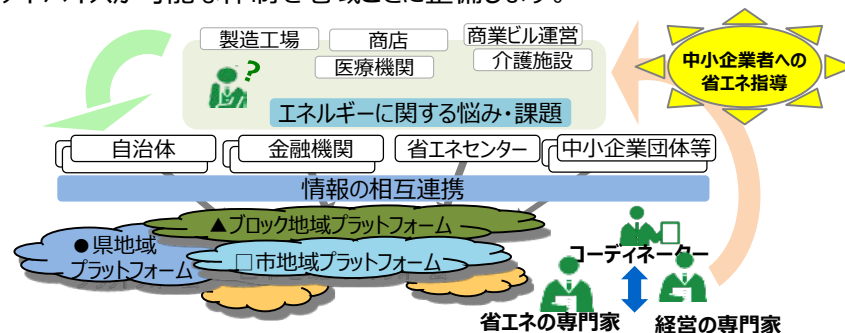 製造工場
商店
商業ビル運営
医療機関
介護施設
?
エネルギーに関する悩み・課題
中小企業者への
省エネ指導
自治体
金融機関
省エネセンター
中小企業団体等
情報の相互連携
▲ブロック地域プラットフォーム
●県地域
プラットフォーム
□市地域プラットフォーム
コーディネーター
省エネの専門家
経営の専門家